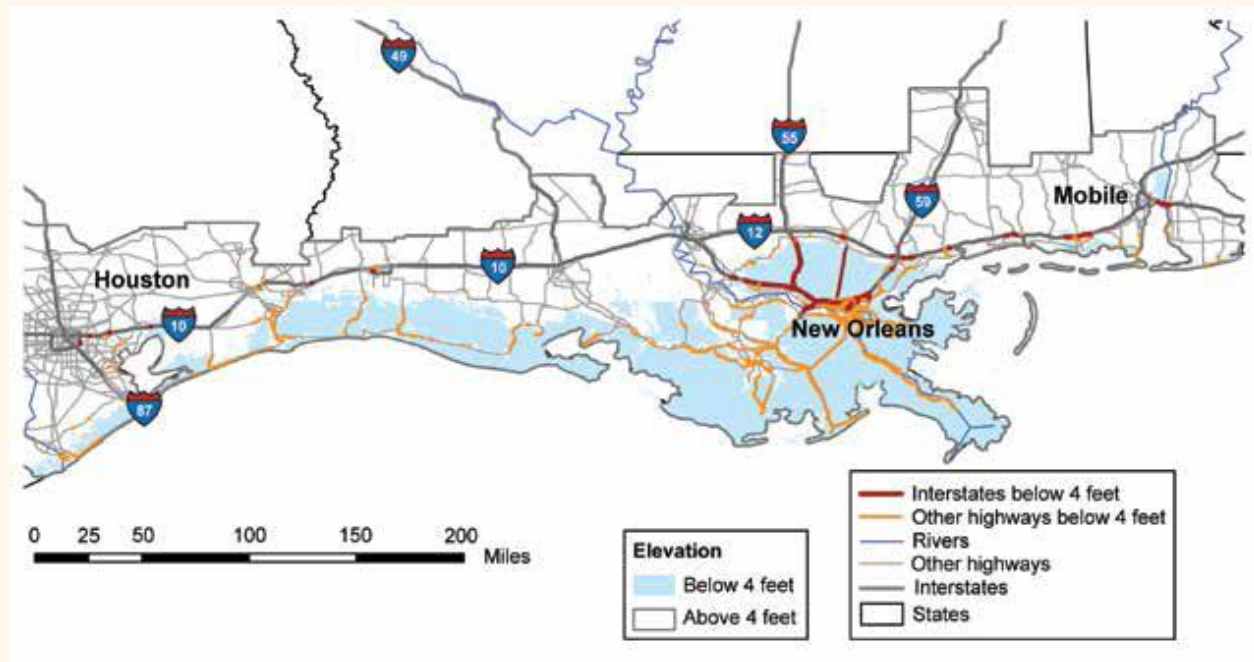 49
55
59
Mobile
12
10
Houston
10
New Orleans
87
0 25 50 100 150 200
Miles
Elevation
Below 4 feet
Above 4 feet
Interstates below 4 feet
Other highways below 4 feet
Rivers
Other highways
Interstates
States